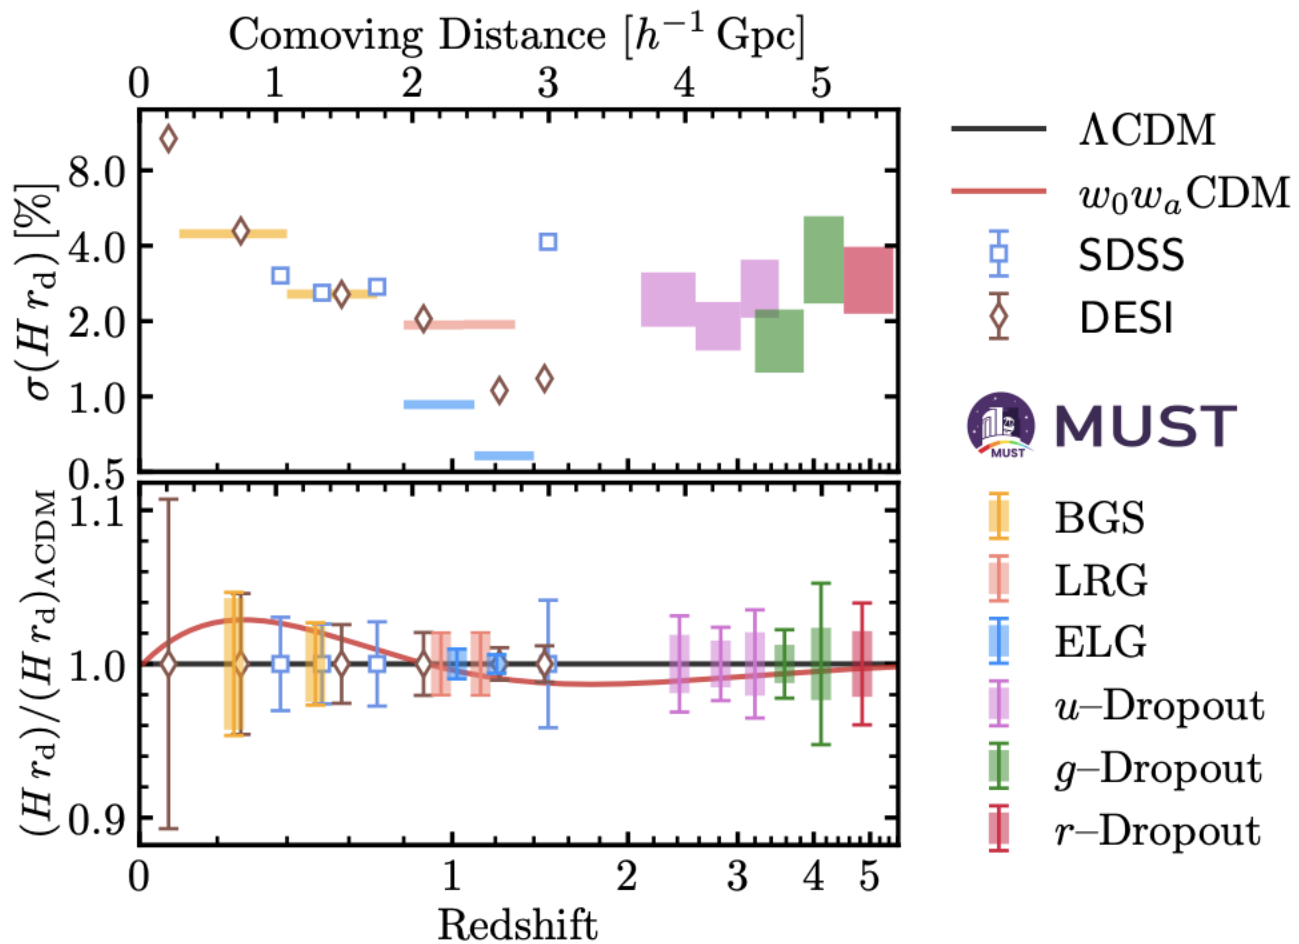 Comoving Distance [h⁻¹ Gpc]
0 1 2 3 4 5
σ(H r_d) [%]
8.0
4.0
2.0
1.0
0.5
(H r_d)/(H r_d)_ΛCDM
1.1
1.0
0.9
0 1 2 3 4 5
Redshift
ΛCDM
w₀wₐCDM
SDSS
DESI
MUST
MUST
BGS
LRG
ELG
u–Dropout
g–Dropout
r–Dropout